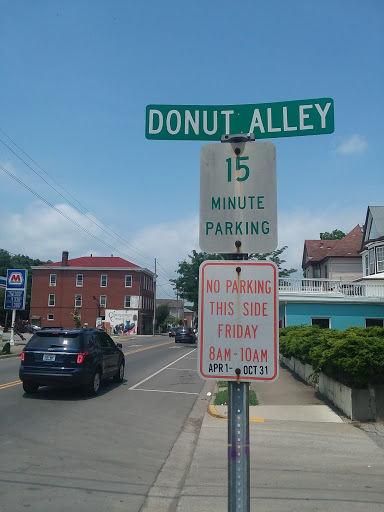 DONUT ALLEY
15
MINUTE
PARKING
NO PARKING
THIS SIDE
FRIDAY
8AM-10AM
APR 1- OCT 31